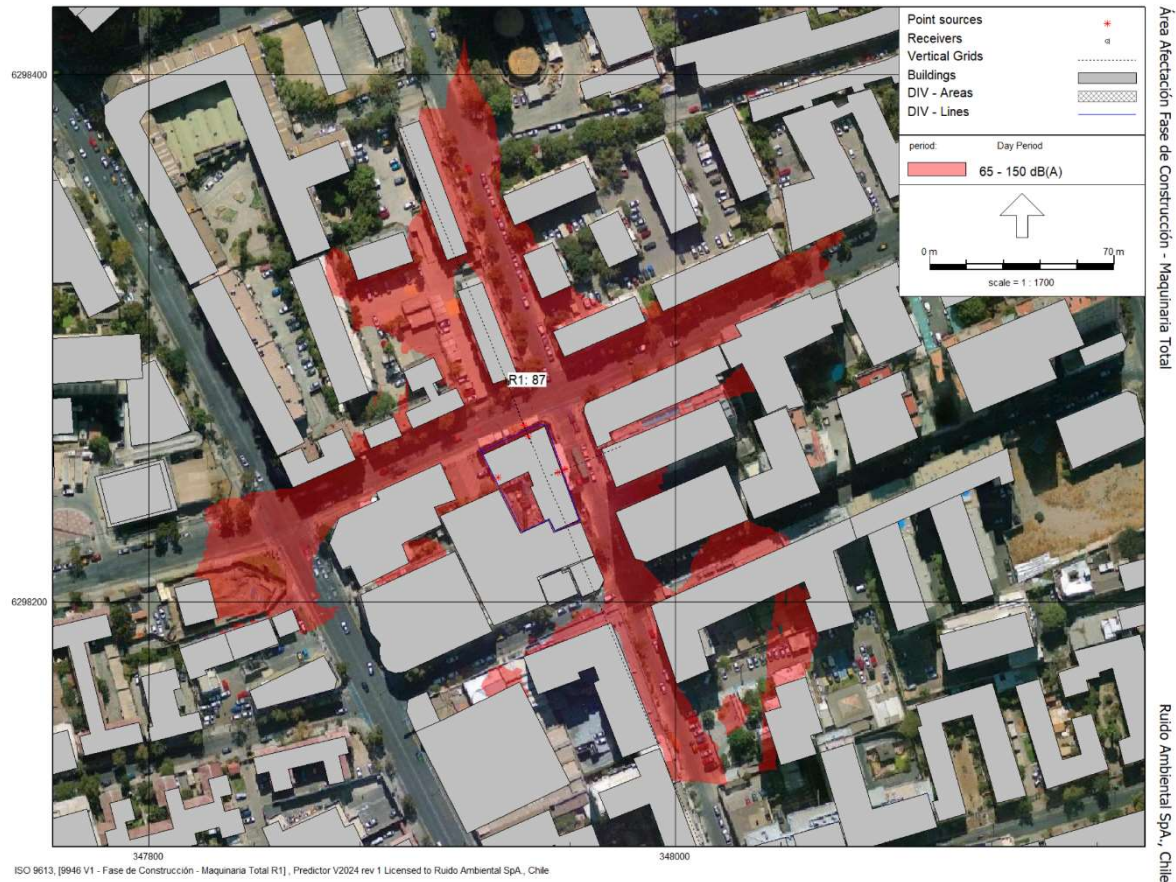 Point sources
Receivers
Vertical Grids
Buildings
DIV - Areas
DIV - Lines
period: Day Period
65 - 150 dB(A)
0 m 70 m
scale = 1 : 1700
6298400
R1: 87
6298200
347800 348000
ISO 9613, [9946 V1 - Fase de Construcción - Maquinaria Total R1] , Predictor V2024 rev 1 Licensed to Ruido Ambiental SpA., Chile
Área Afectación Fase de Construcción - Maquinaria Total
Ruido Ambiental SpA., Chile